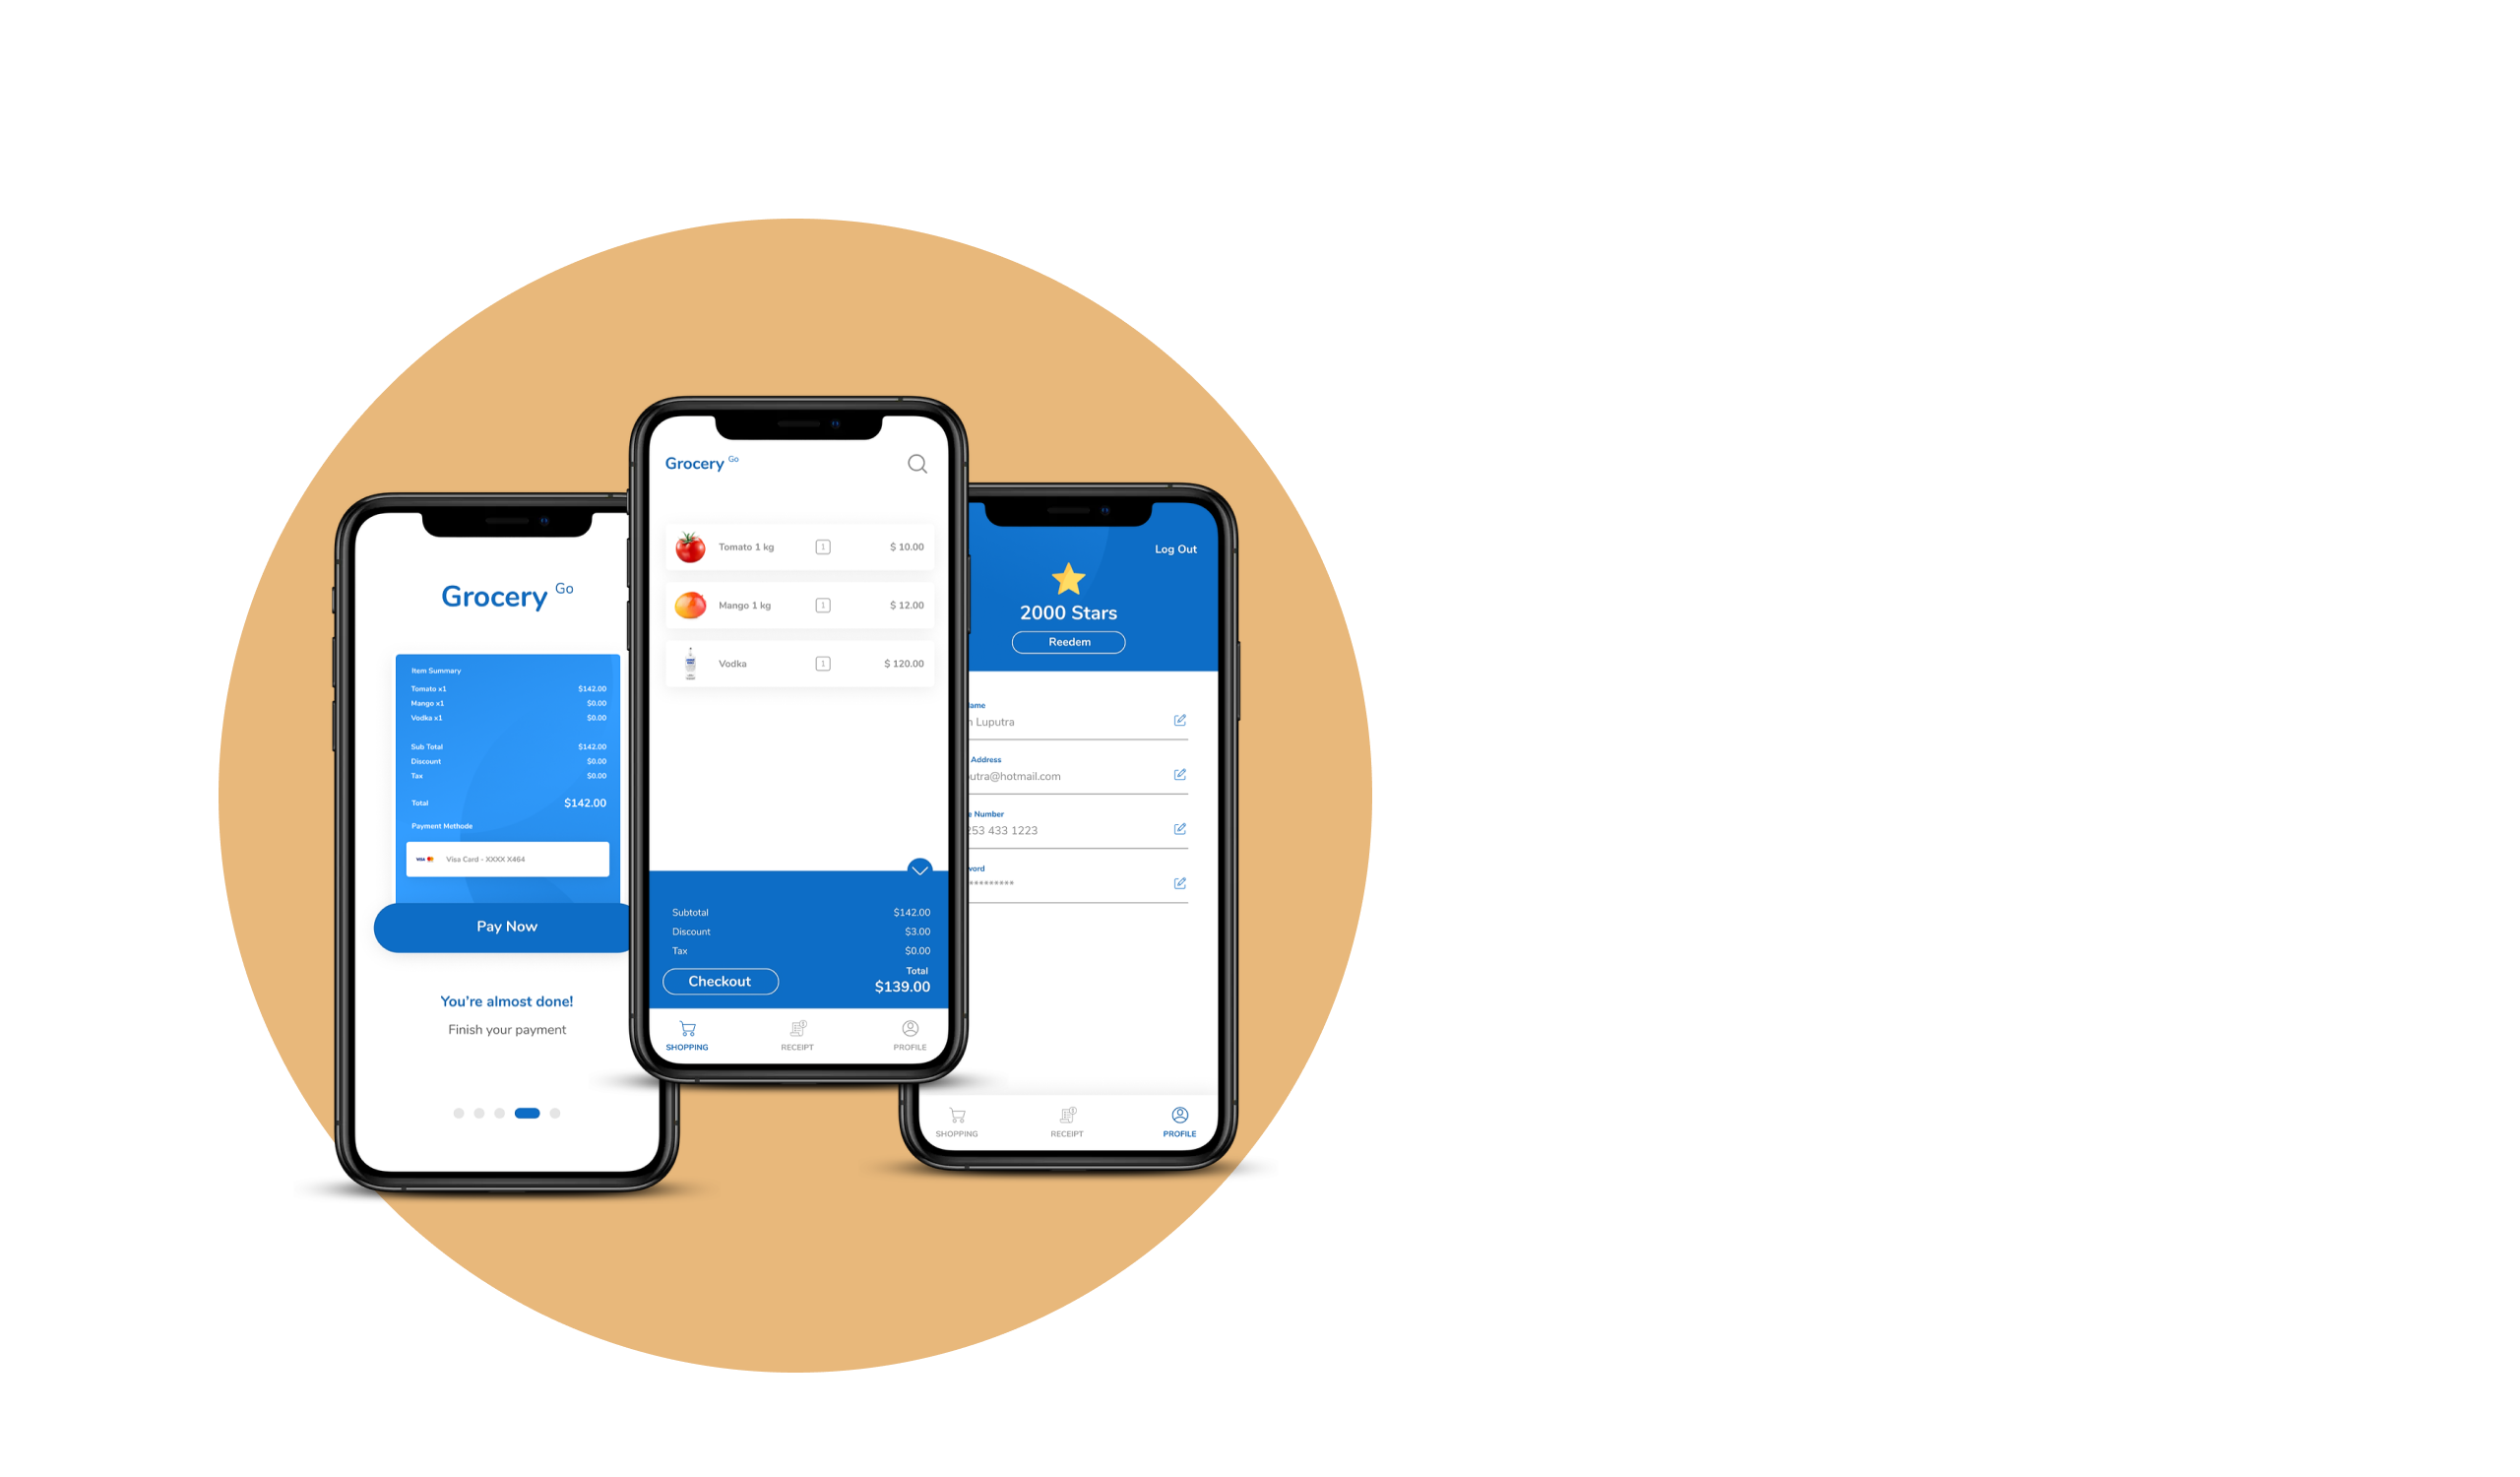 Grocery Go
Item Summary
Tomato x1 $142.00
Mango x1 $0.00
Vodka x1 $0.00
Sub Total $142.00
Discount $0.00
Tax $0.00
Total $142.00
Payment Methode
VISA Visa Card - XXXX X464
Pay Now
You're almost done!
Finish your payment
Grocery Go
Tomato 1 kg 1 $ 10.00
Mango 1 kg 1 $ 12.00
Vodka 1 $ 120.00
Subtotal $142.00
Discount $3.00
Tax $0.00
Total
Checkout $139.00
SHOPPING RECEIPT PROFILE
Log Out
2000 Stars
Reedem
Luputra
Address
utra@hotmail.com
Number
253 433 1223
word
*********
SHOPPING RECEIPT PROFILE